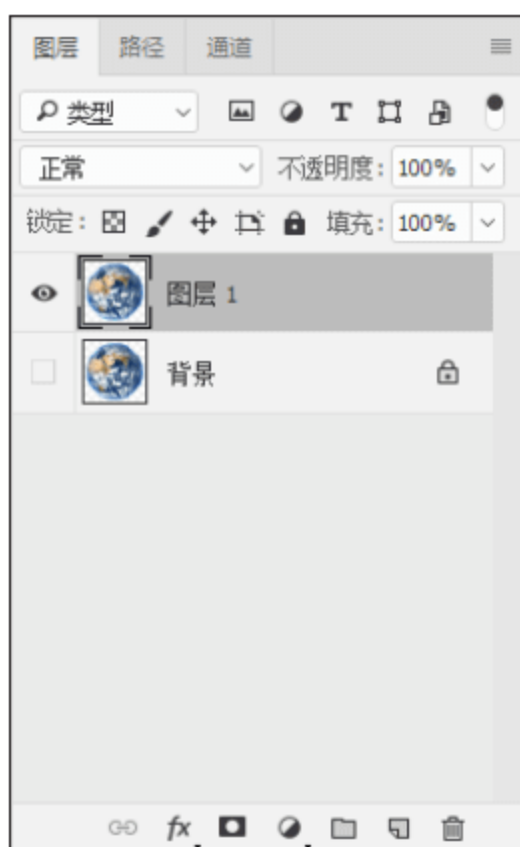 图层 路径 通道
类型 T
正常 不透明度: 100%
锁定: 填充: 100%
图层 1
背景
fx